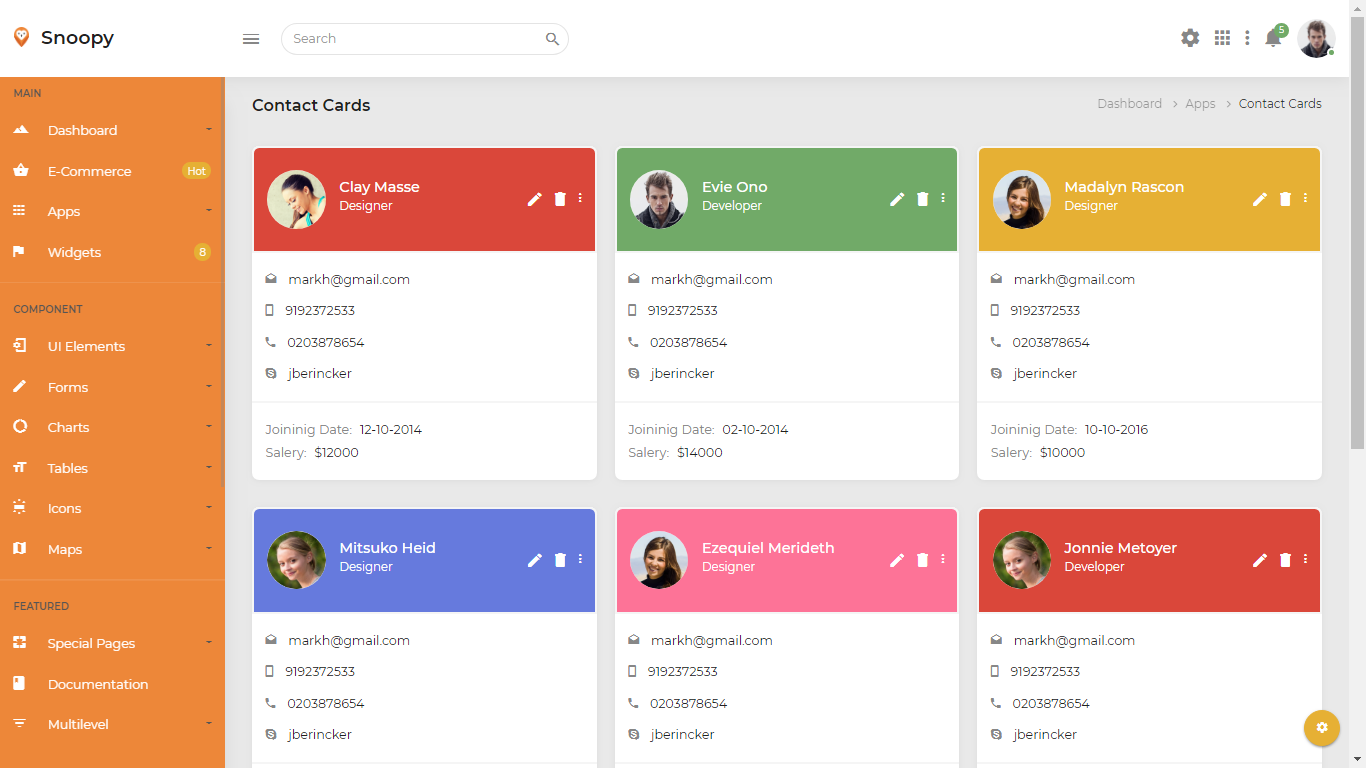 Snoopy
Search
5
MAIN
Dashboard
E-Commerce Hot
Apps
Widgets 8
COMPONENT
UI Elements
Forms
Charts
Tables
Icons
Maps
FEATURED
Special Pages
Documentation
Multilevel
Contact Cards
Dashboard > Apps > Contact Cards
Clay Masse
Designer
markh@gmail.com
9192372533
0203878654
jberincker
Joininig Date: 12-10-2014
Salery: $12000
Evie Ono
Developer
markh@gmail.com
9192372533
0203878654
jberincker
Joininig Date: 02-10-2014
Salery: $14000
Madalyn Rascon
Designer
markh@gmail.com
9192372533
0203878654
jberincker
Joininig Date: 10-10-2016
Salery: $10000
Mitsuko Heid
Designer
markh@gmail.com
9192372533
0203878654
jberincker
Ezequiel Merideth
Designer
markh@gmail.com
9192372533
0203878654
jberincker
Jonnie Metoyer
Developer
markh@gmail.com
9192372533
0203878654
jberincker